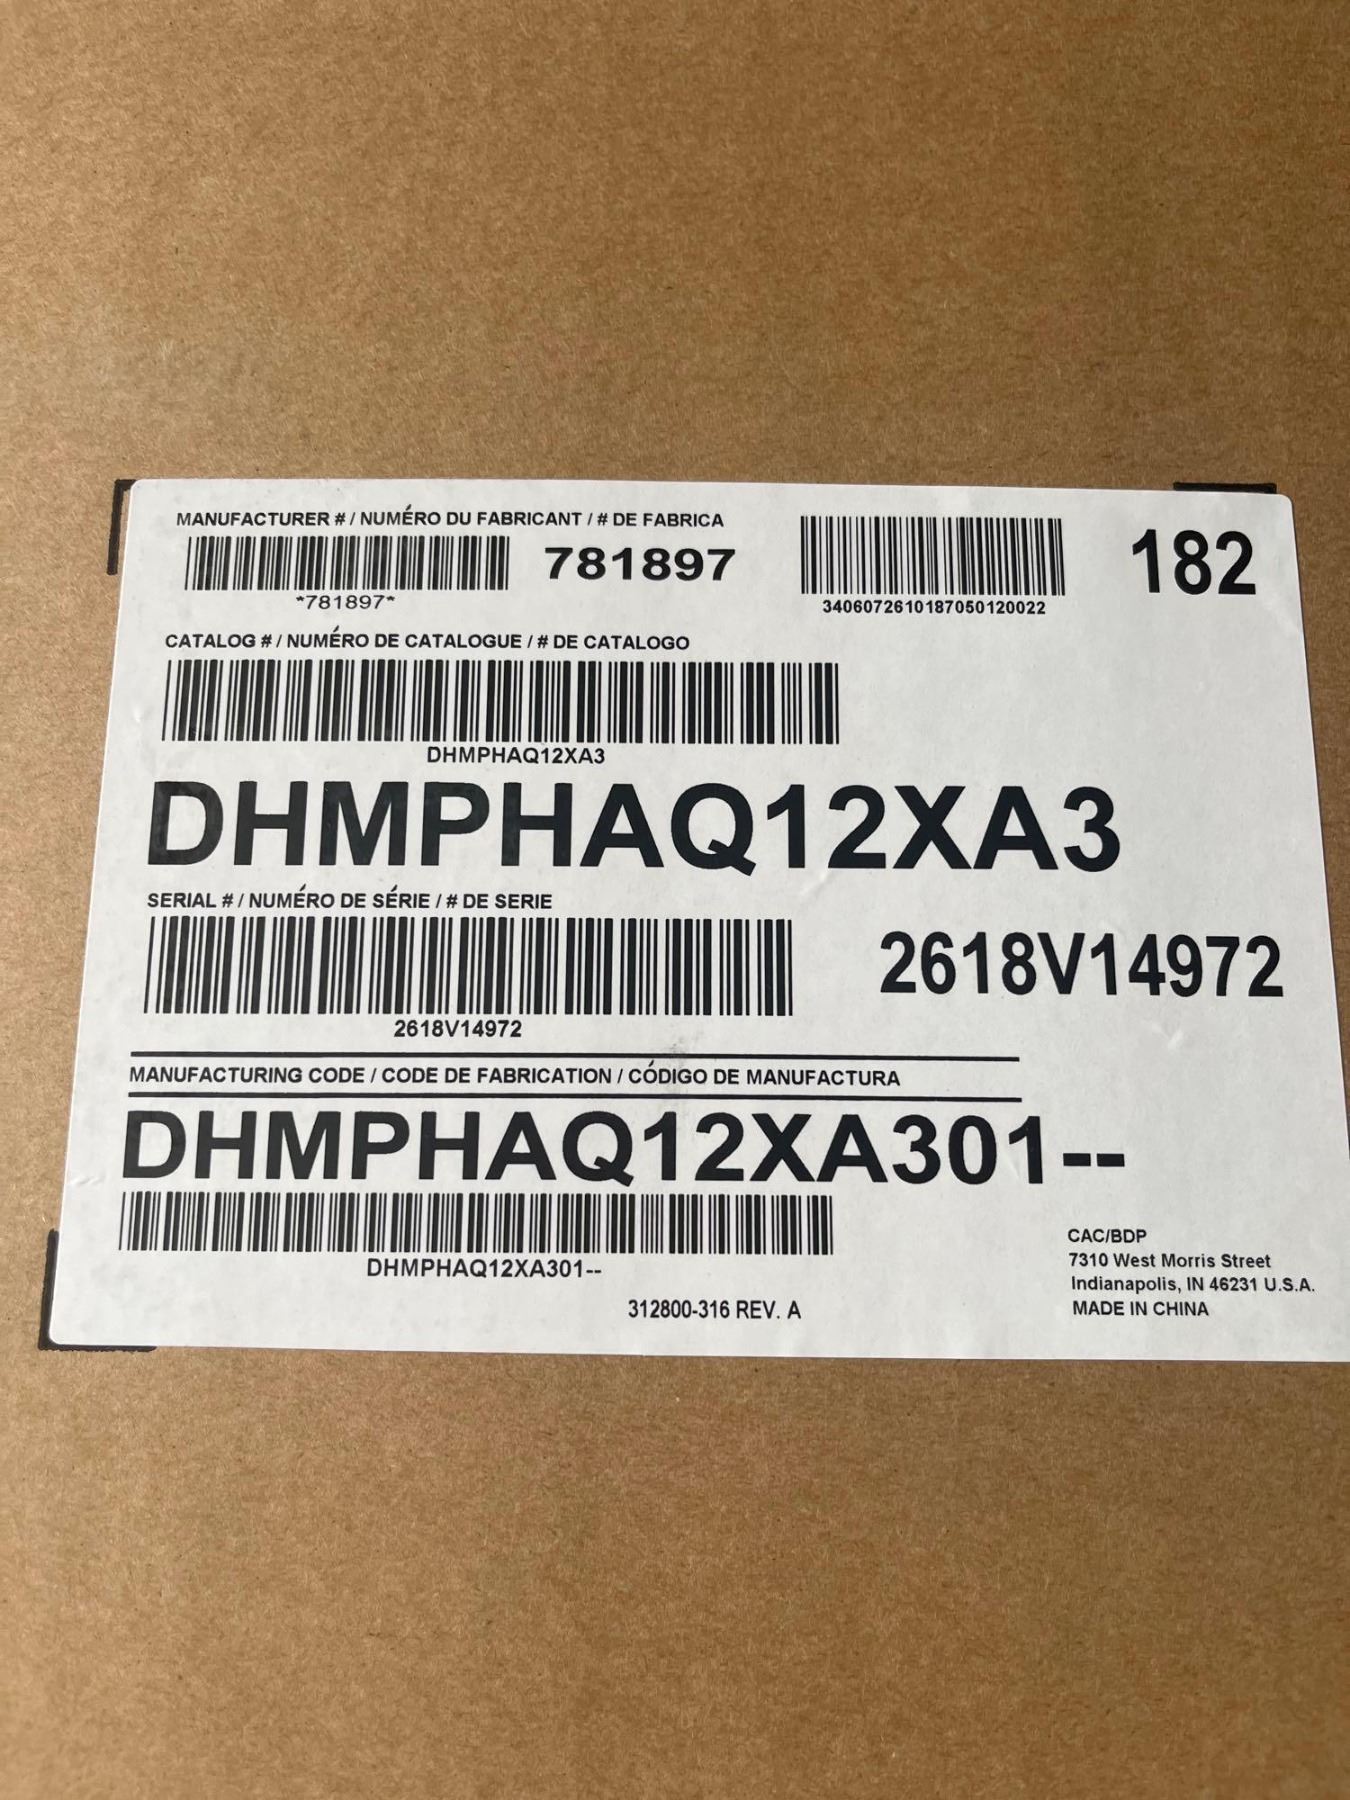 MANUFACTURER # / NUMÉRO DU FABRICANT / # DE FABRICA
781897
*781897*
3406072610187050120022
182
CATALOG # / NUMÉRO DE CATALOGUE / # DE CATALOGO
DHMPHAQ12XA3
DHMPHAQ12XA3
SERIAL # / NUMÉRO DE SÉRIE / # DE SERIE
2618V14972
2618V14972
MANUFACTURING CODE / CODE DE FABRICATION / CÓDIGO DE MANUFACTURA
DHMPHAQ12XA301--
DHMPHAQ12XA301--
312800-316 REV. A
CAC/BDP
7310 West Morris Street
Indianapolis, IN 46231 U.S.A.
MADE IN CHINA